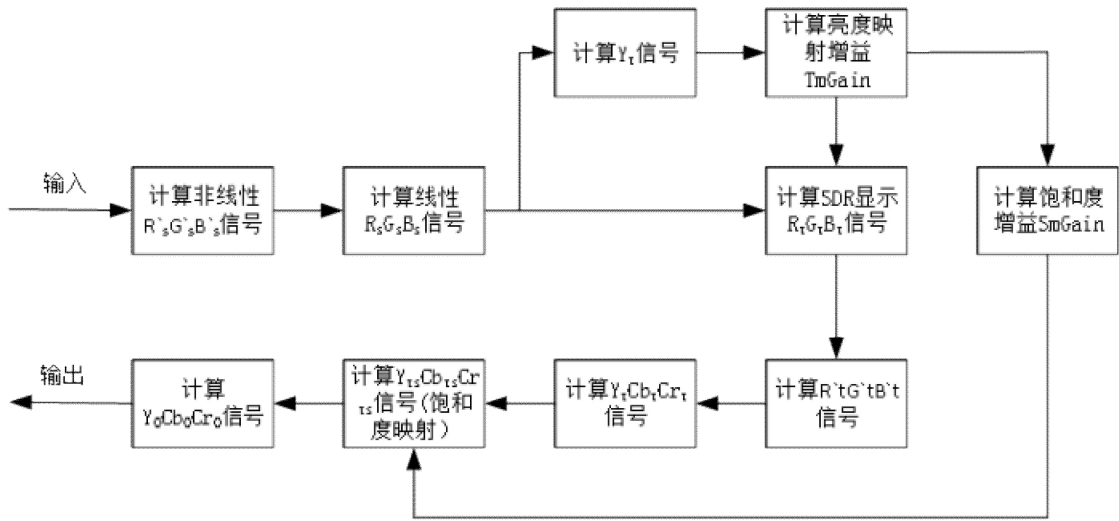 计算Yₜ信号
计算亮度映
射增益
TmGain
输入
计算非线性
R`ₛG`ₛB`ₛ信号
计算线性
RₛGₛBₛ信号
计算SDR显示
RₜGₜBₜ信号
计算饱和度
增益SmGain
输出
计算
Y₀Cb₀Cr₀信号
计算YₜₛCbₜₛCr
ₜₛ信号(饱和
度映射)
计算YₜCbₜCrₜ
信号
计算R`tG`tB`t
信号